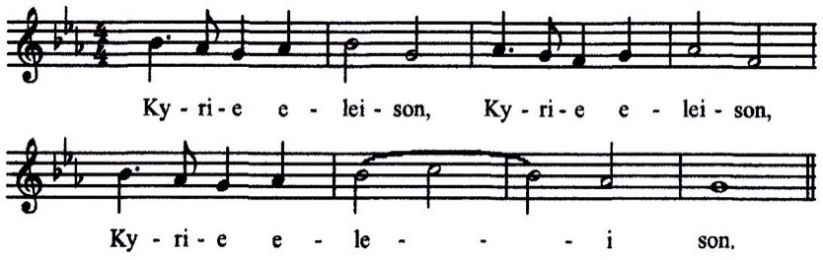 Ky - ri - e e - lei - son, Ky - ri - e e - lei - son,
Ky - ri - e e - le - - - i son.